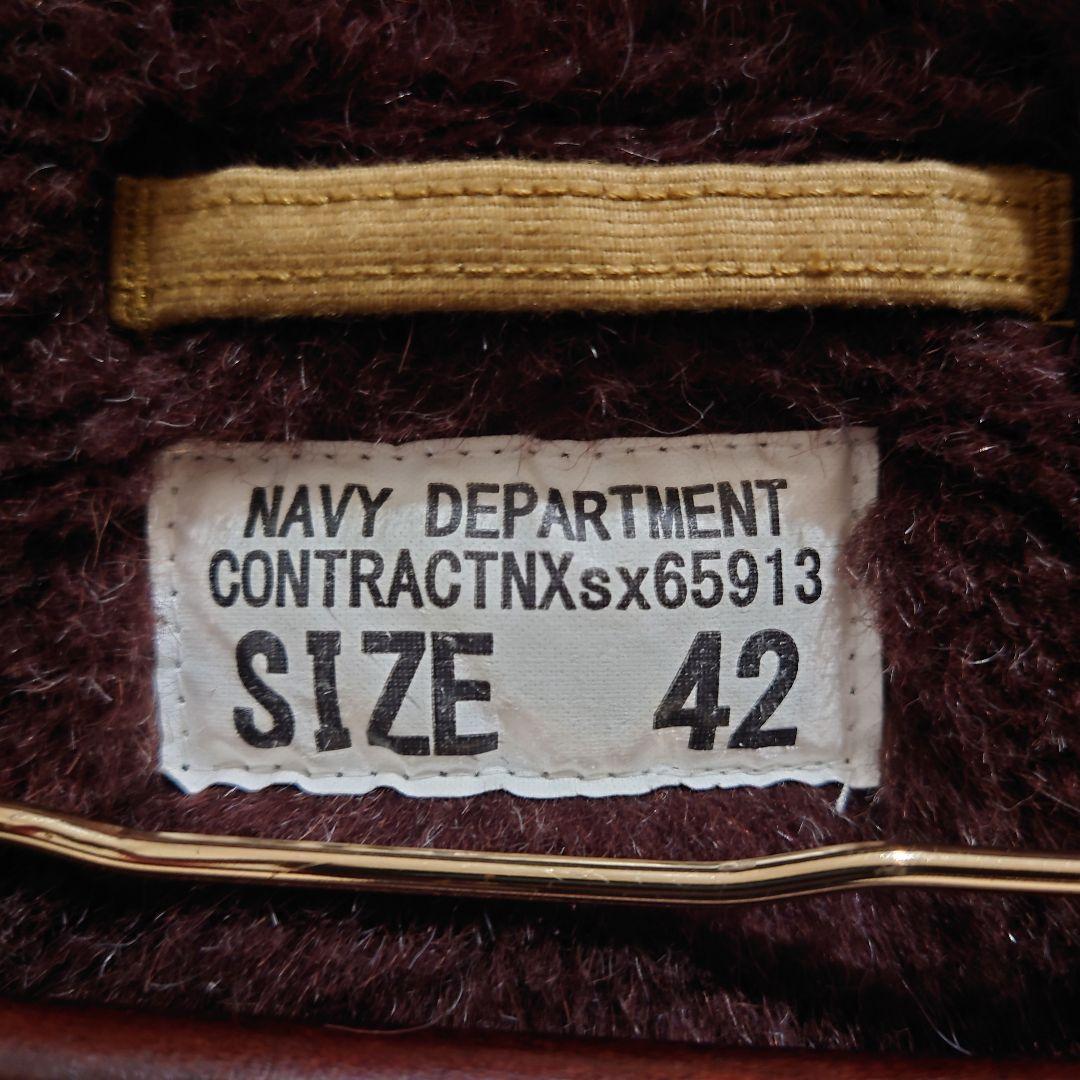 NAVY DEPARTMENT
CONTRACTNXsx65913
SIZE 42